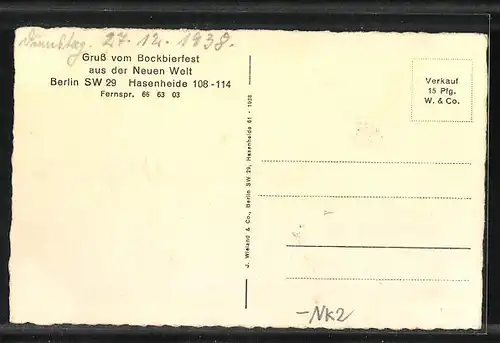 Dienstag. 27.12.1938.
Gruß vom Bockbierfest
aus der Neuen Welt
Berlin SW 29 Hasenheide 108-114
Fernspr. 66 63 03
Verkauf
15 Pfg.
W. & Co.
J. Wieland & Co., Berlin SW 29, Hasenheide 61 - 1938
-NK2